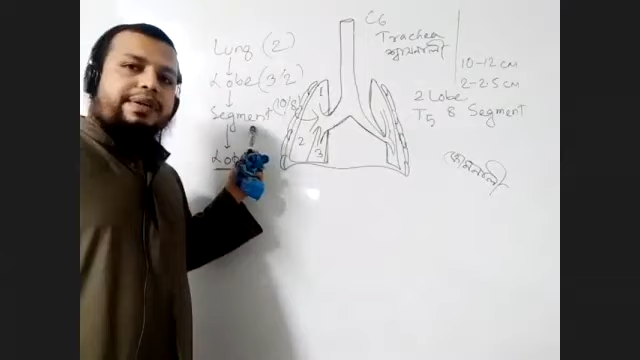 Lung (2)
Lobe (3/2)
Segment (10/8)
Lobe
1
2
3
C6
Trachea
শ্বাসনালী
10-12 cm
2-2.5 cm
2 Lobe
T5 8 Segment